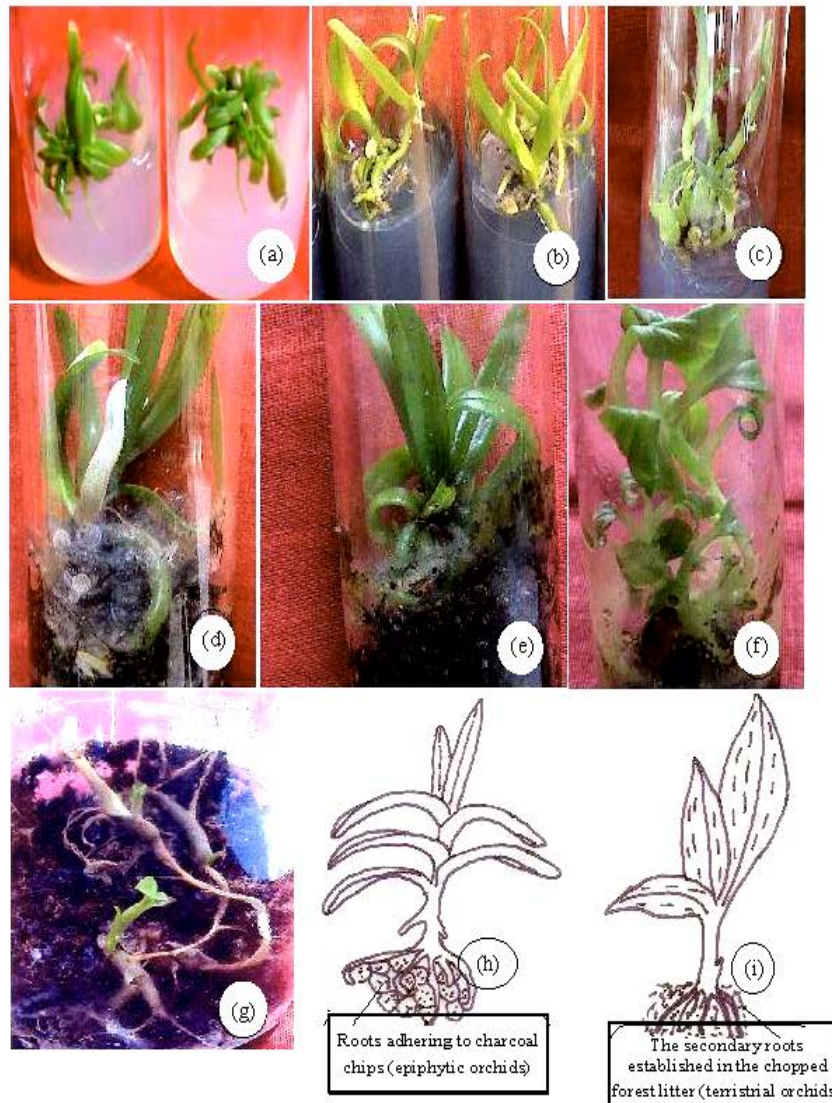 (a)
(b)
(c)
(d)
(e)
(f)
(g)
(h)
(i)
Roots adhering to charcoal
chips (epiphytic orchids)
The secondary roots
established in the chopped
forest litter (terristrial orchids